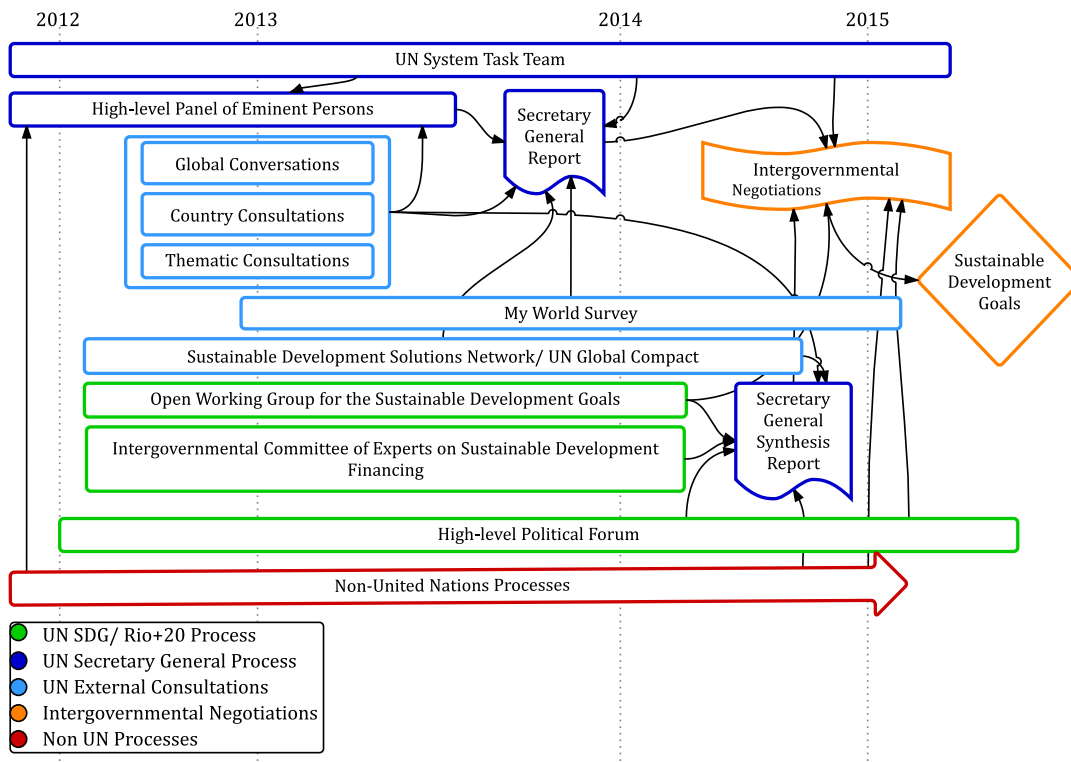 2012
2013
2014
2015
UN System Task Team
High-level Panel of Eminent Persons
Secretary
General
Report
Global Conversations
Country Consultations
Thematic Consultations
Intergovernmental
Negotiations
Sustainable
Development
Goals
My World Survey
Sustainable Development Solutions Network/ UN Global Compact
Open Working Group for the Sustainable Development Goals
Secretary
General
Synthesis
Report
Intergovernmental Committee of Experts on Sustainable Development
Financing
High-level Political Forum
Non-United Nations Processes
UN SDG/ Rio+20 Process
UN Secretary General Process
UN External Consultations
Intergovernmental Negotiations
Non UN Processes